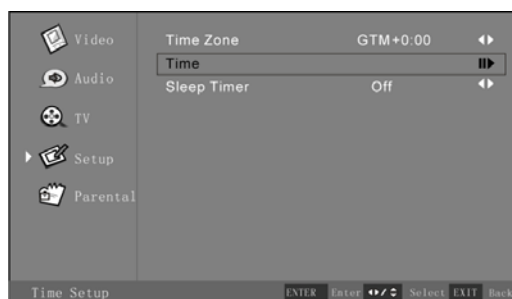 Video
Audio
TV
Setup
Parental
Time Zone GTM+0:00
Time
Sleep Timer Off
Time Setup ENTER Enter / Select EXIT Back